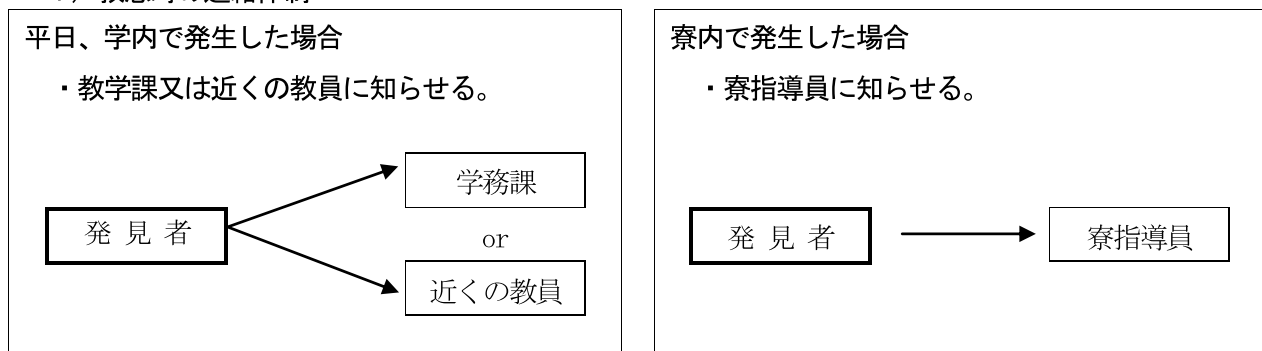 平日、学内で発生した場合
・教学課又は近くの教員に知らせる。
学務課
発 見 者
or
近くの教員
寮内で発生した場合
・寮指導員に知らせる。
発 見 者
寮指導員